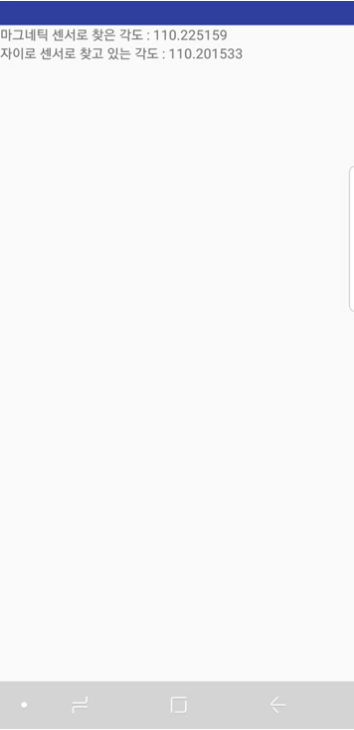 마그네틱 센서로 찾은 각도 : 110.225159
자이로 센서로 찾고 있는 각도 : 110.201533